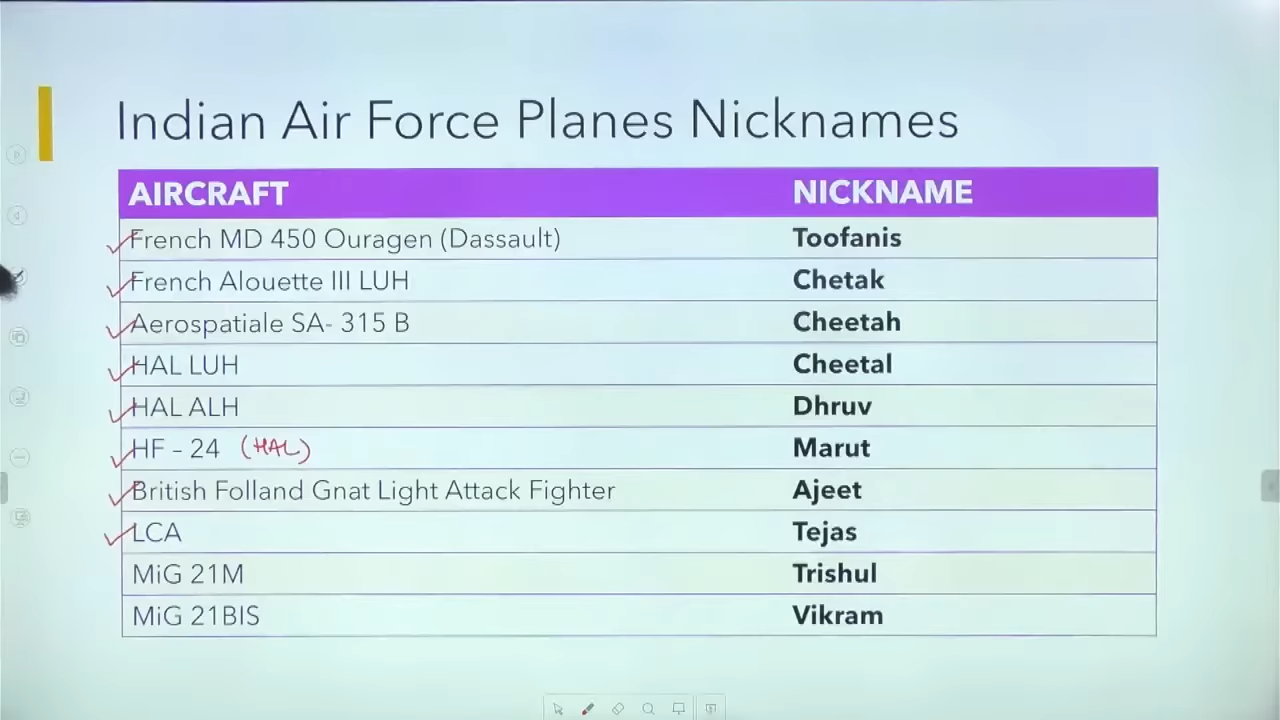 Indian Air Force Planes Nicknames
AIRCRAFT NICKNAME
French MD 450 Ouragen (Dassault) Toofanis
French Alouette III LUH Chetak
Aerospatiale SA- 315 B Cheetah
HAL LUH Cheetal
HAL ALH Dhruv
HF – 24 (HAL) Marut
British Folland Gnat Light Attack Fighter Ajeet
LCA Tejas
MiG 21M Trishul
MiG 21BIS Vikram